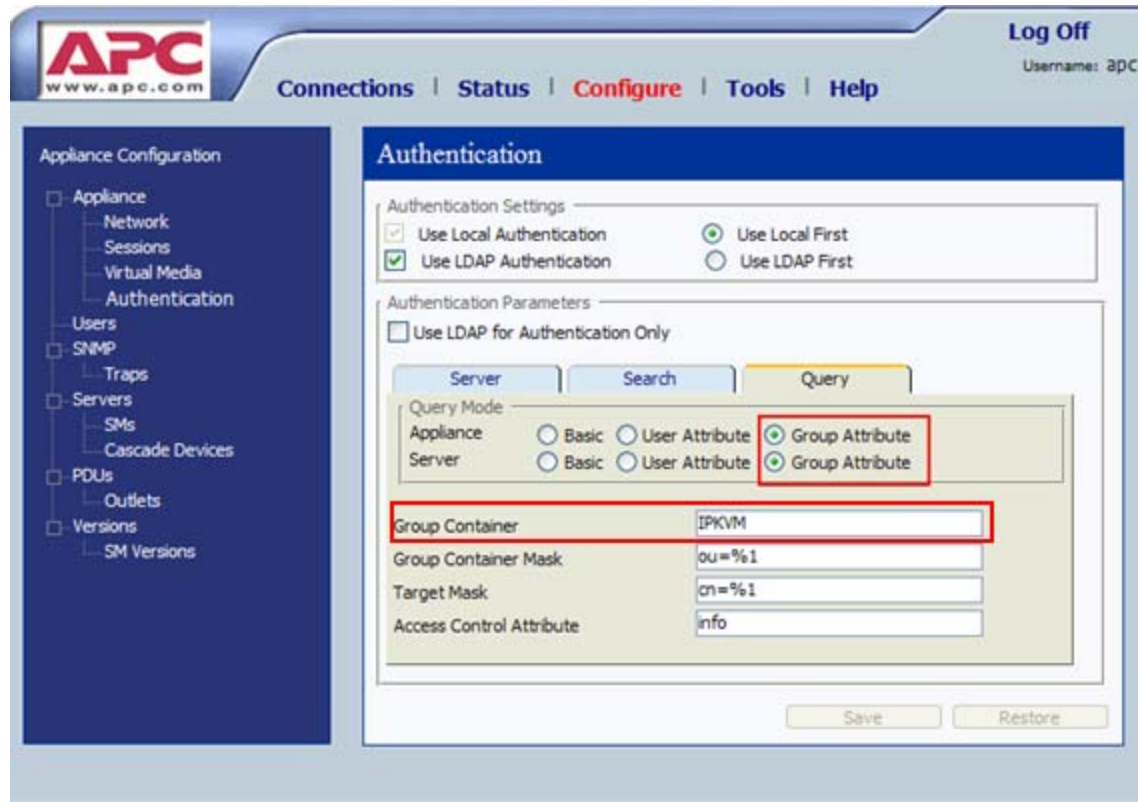 APC
www.apc.com
Connections | Status | Configure | Tools | Help
Log Off
Username: apc
Appliance Configuration
Appliance
Network
Sessions
Virtual Media
Authentication
Users
SNMP
Traps
Servers
SMs
Cascade Devices
PDUs
Outlets
Versions
SM Versions
Authentication
Authentication Settings
Use Local Authentication Use Local First
Use LDAP Authentication Use LDAP First
Authentication Parameters
Use LDAP for Authentication Only
Server Search Query
Query Mode
Appliance Basic User Attribute Group Attribute
Server Basic User Attribute Group Attribute
Group Container IPKVM
Group Container Mask ou=%1
Target Mask cn=%1
Access Control Attribute info
Save Restore